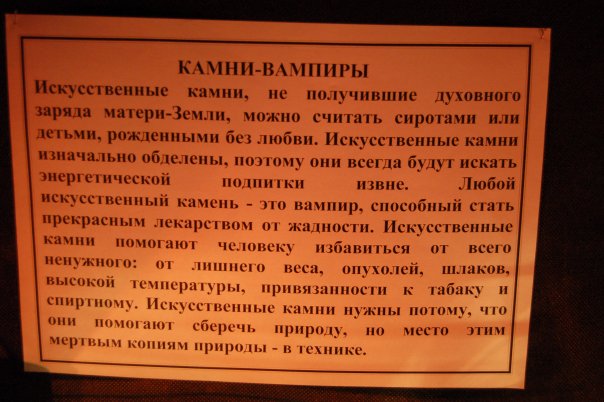 КАМНИ-ВАМПИРЫ
Искусственные камни, не получившие духовного
заряда матери-Земли, можно считать сиротами или
детьми, рожденными без любви. Искусственные камни
изначально обделены, поэтому они всегда будут искать
энергетической подпитки извне. Любой
искусственный камень - это вампир, способный стать
прекрасным лекарством от жадности. Искусственные
камни помогают человеку избавиться от всего
ненужного: от лишнего веса, опухолей, шлаков,
высокой температуры, привязанности к табаку и
спиртному. Искусственные камни нужны потому, что
они помогают сберечь природу, но место этим
мертвым копиям природы - в технике.